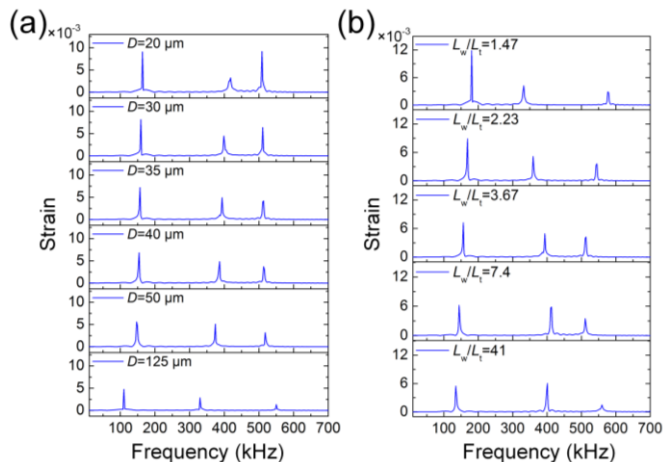 (a)
×10⁻³
D=20 μm
10
5
0
D=30 μm
10
5
0
D=35 μm
10
5
0
D=40 μm
10
5
0
D=50 μm
10
5
0
D=125 μm
10
5
0
Strain
100 200 300 400 500 600 700
Frequency (kHz)
(b)
×10⁻³
Lw/Lt=1.47
12
6
0
Lw/Lt=2.23
12
6
0
Lw/Lt=3.67
12
6
0
Lw/Lt=7.4
12
6
0
Lw/Lt=41
12
6
0
Strain
100 200 300 400 500 600 700
Frequency (kHz)